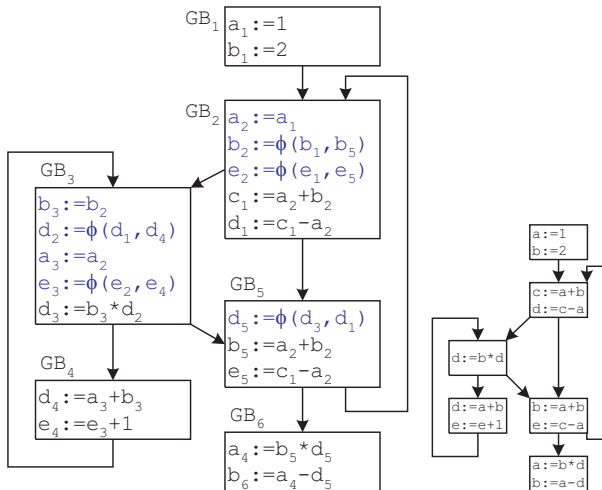 GB₁
a₁:=1
b₁:=2
GB₂
a₂:=a₁
b₂:=ϕ(b₁,b₅)
e₂:=ϕ(e₁,e₅)
c₁:=a₂+b₂
d₁:=c₁-a₂
GB₃
b₃:=b₂
d₂:=ϕ(d₁,d₄)
a₃:=a₂
e₃:=ϕ(e₂,e₄)
d₃:=b₃*d₂
GB₅
d₅:=ϕ(d₃,d₁)
b₅:=a₂+b₂
e₅:=c₁-a₂
GB₄
d₄:=a₃+b₃
e₄:=e₃+1
GB₆
a₄:=b₅*d₅
b₆:=a₄-d₅
a:=1
b:=2
c:=a+b
d:=c-a
d:=b*d
d:=a+b
e:=e+1
b:=a+b
e:=c-a
a:=b*d
b:=a-d